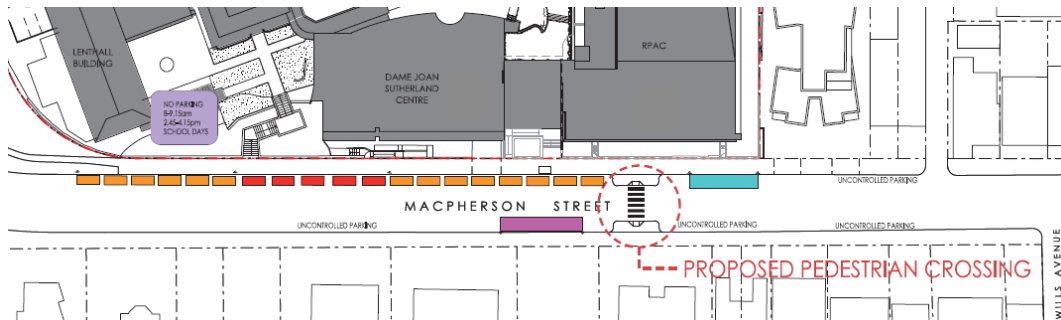 LENTHALL
BUILDING
RPAC
DAME JOAN
SUTHERLAND
CENTRE
NO PARKING
8-9.15am
2.45-4.15pm
SCHOOL DAYS
UNCONTROLLED PARKING
MACPHERSON STREET
UNCONTROLLED PARKING
UNCONTROLLED PARKING
UNCONTROLLED PARKING
PROPOSED PEDESTRIAN CROSSING
WILLS AVENUE